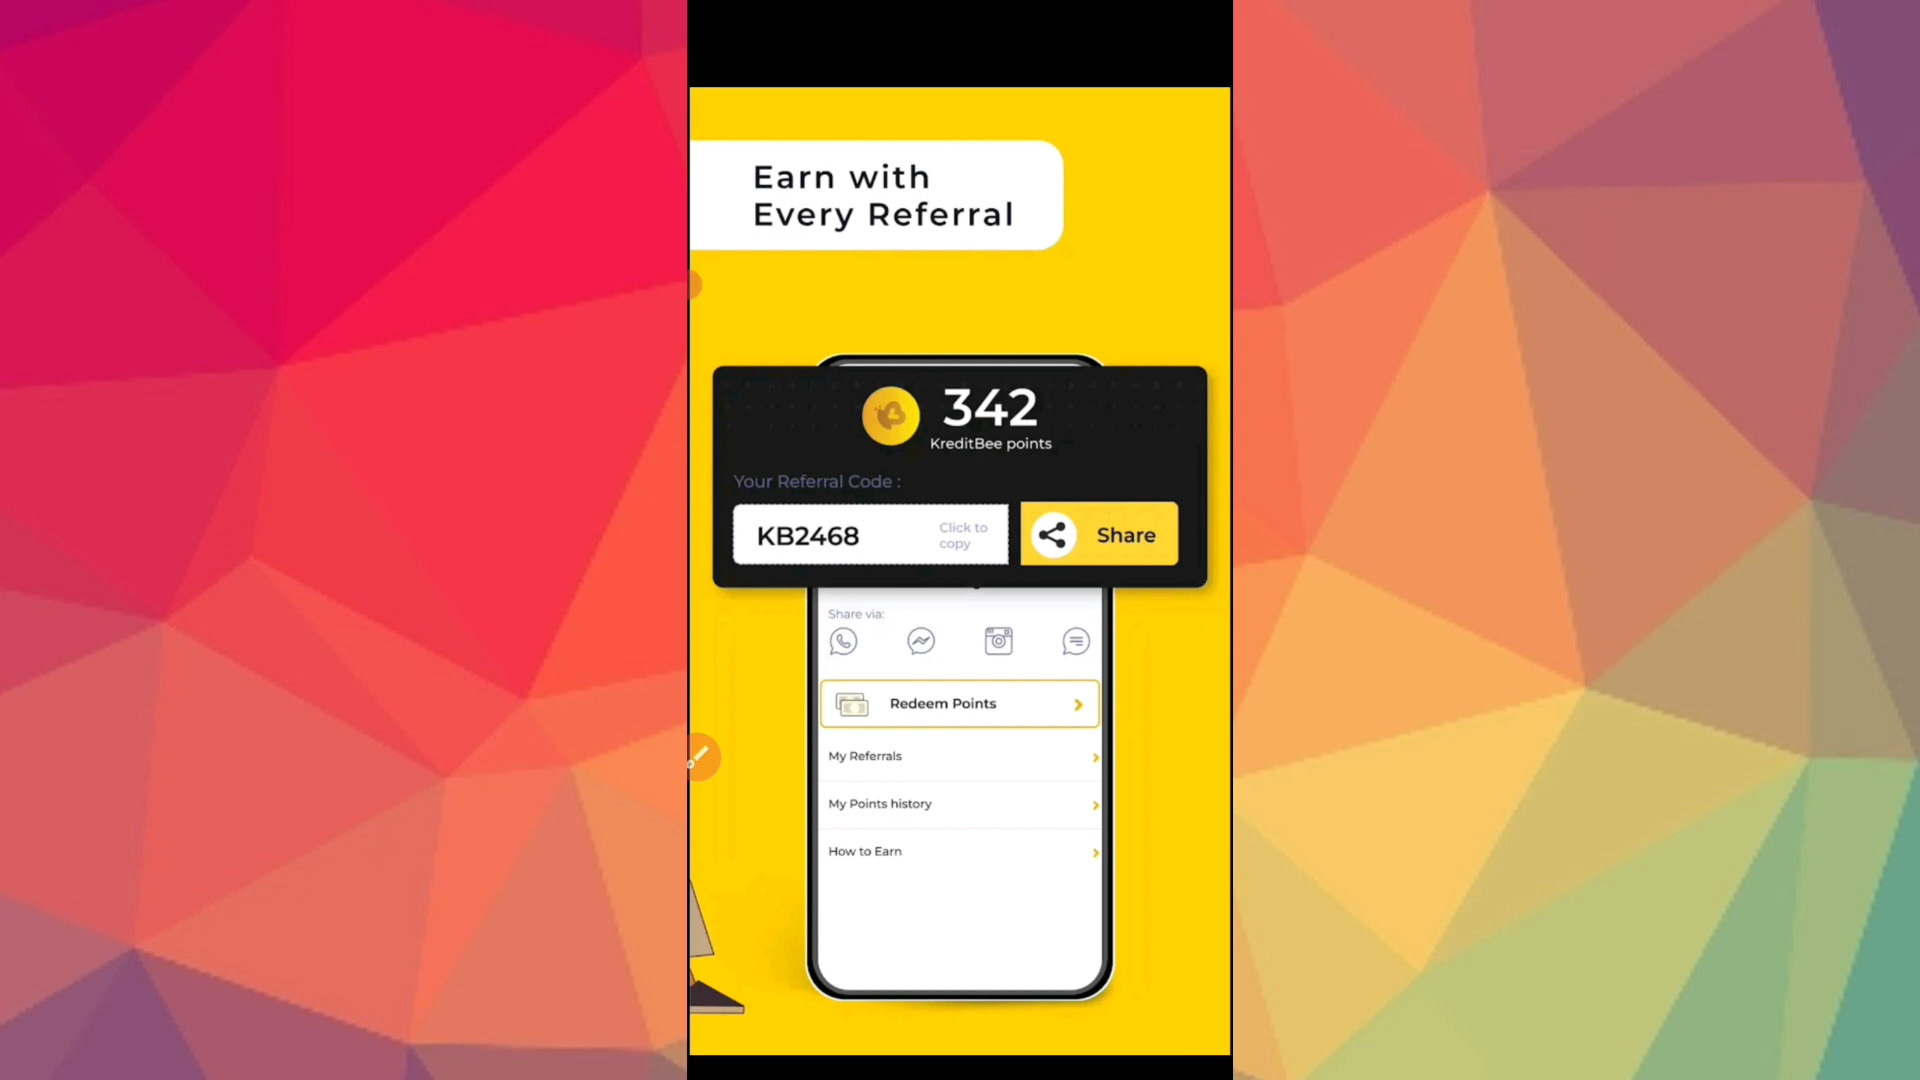 Earn with
Every Referral
342
KreditBee points
Your Referral Code :
KB2468
Click to
copy
Share
Share via:
Redeem Points
My Referrals
My Points history
How to Earn